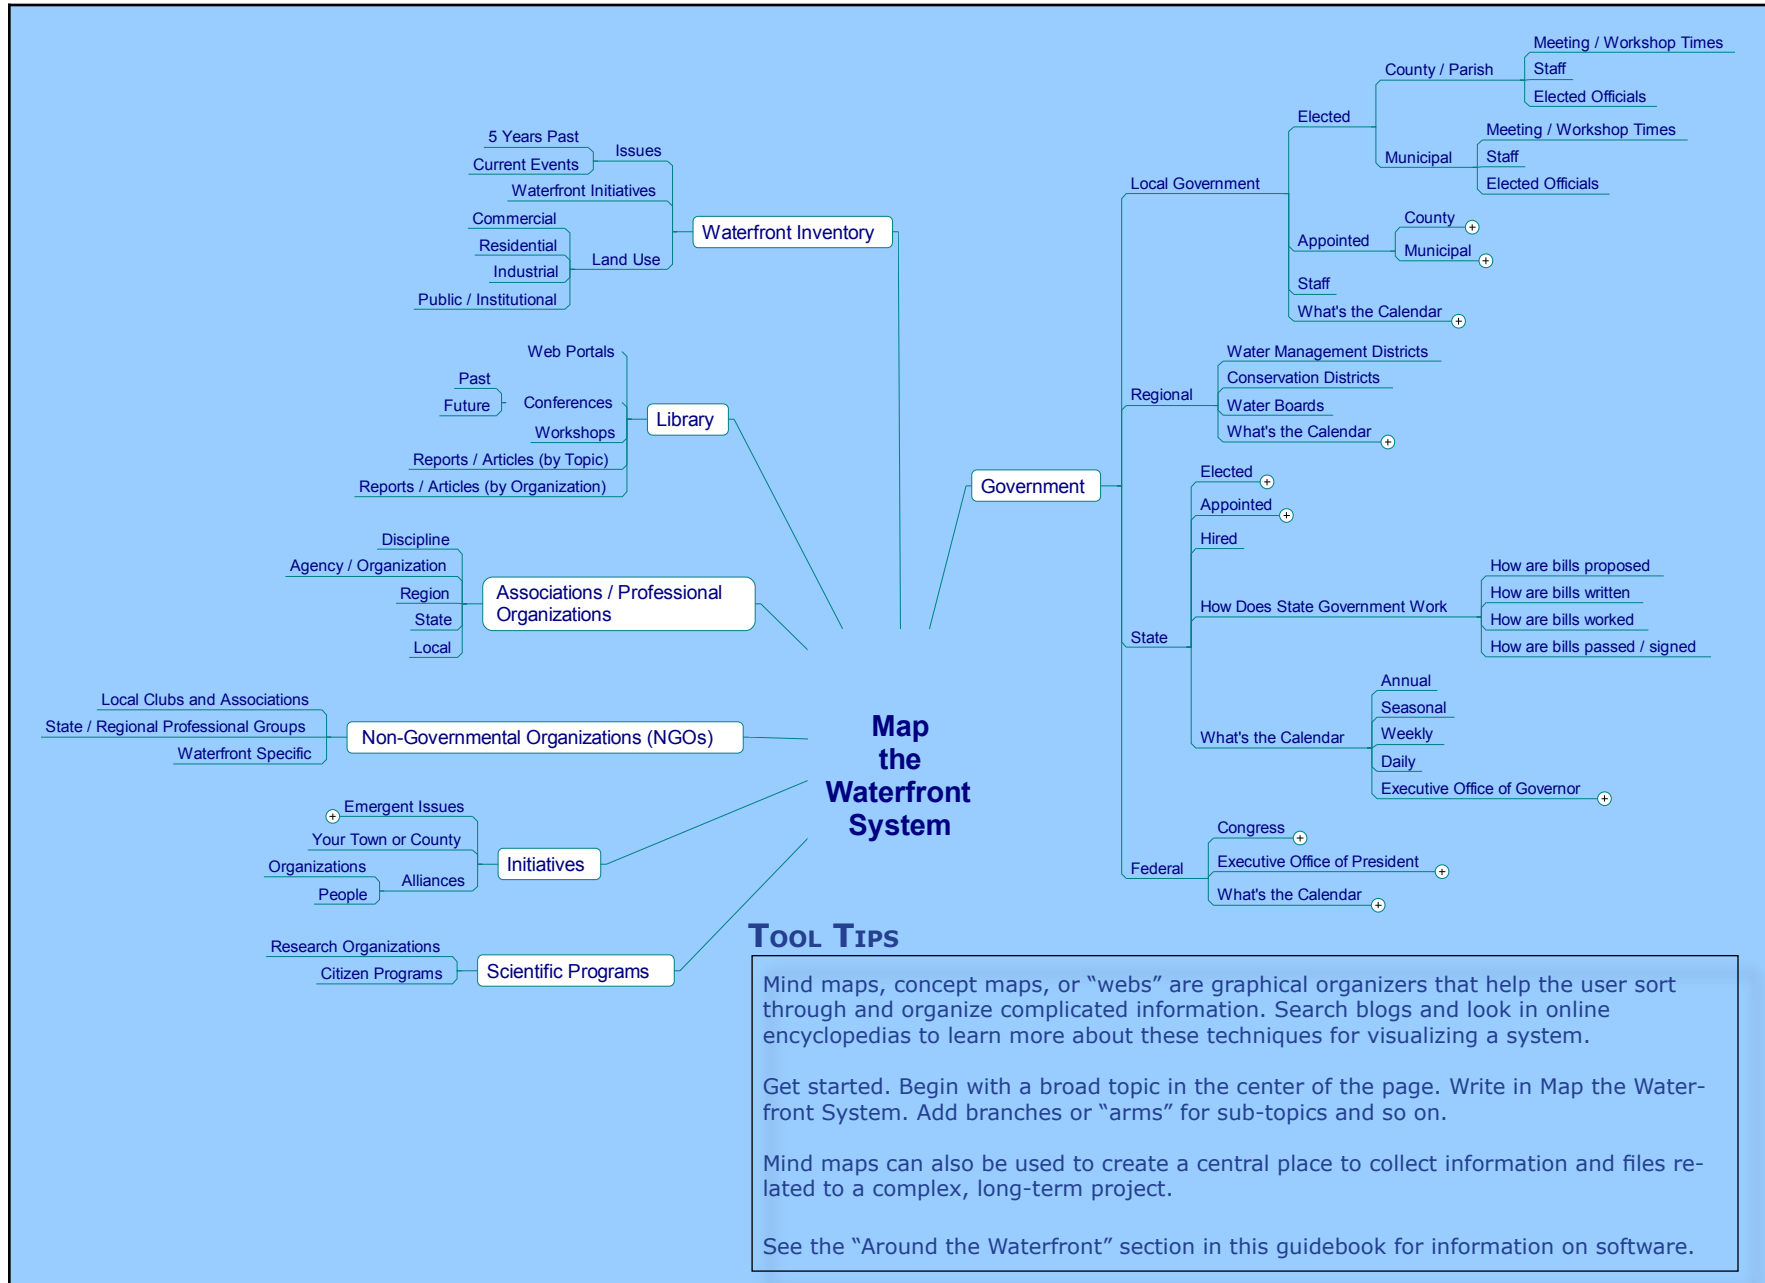 Map
the
Waterfront
System
Waterfront Inventory
Issues
5 Years Past
Current Events
Waterfront Initiatives
Land Use
Commercial
Residential
Industrial
Public / Institutional
Library
Web Portals
Conferences
Past
Future
Workshops
Reports / Articles (by Topic)
Reports / Articles (by Organization)
Associations / Professional
Organizations
Discipline
Agency / Organization
Region
State
Local
Non-Governmental Organizations (NGOs)
Local Clubs and Associations
State / Regional Professional Groups
Waterfront Specific
Initiatives
Emergent Issues
+
Your Town or County
Alliances
Organizations
People
Scientific Programs
Research Organizations
Citizen Programs
Government
Local Government
Elected
County / Parish
Meeting / Workshop Times
Staff
Elected Officials
Municipal
Meeting / Workshop Times
Staff
Elected Officials
Appointed
County +
Municipal +
Staff
What's the Calendar +
Regional
Water Management Districts
Conservation Districts
Water Boards
What's the Calendar +
State
Elected +
Appointed +
Hired
How Does State Government Work
How are bills proposed
How are bills written
How are bills worked
How are bills passed / signed
What's the Calendar
Annual
Seasonal
Weekly
Daily
Executive Office of Governor +
Federal
Congress +
Executive Office of President +
What's the Calendar +
Tool Tips
Mind maps, concept maps, or “webs” are graphical organizers that help the user sort
through and organize complicated information. Search blogs and look in online
encyclopedias to learn more about these techniques for visualizing a system.
Get started. Begin with a broad topic in the center of the page. Write in Map the Water-
front System. Add branches or “arms” for sub-topics and so on.
Mind maps can also be used to create a central place to collect information and files re-
lated to a complex, long-term project.
See the “Around the Waterfront” section in this guidebook for information on software.